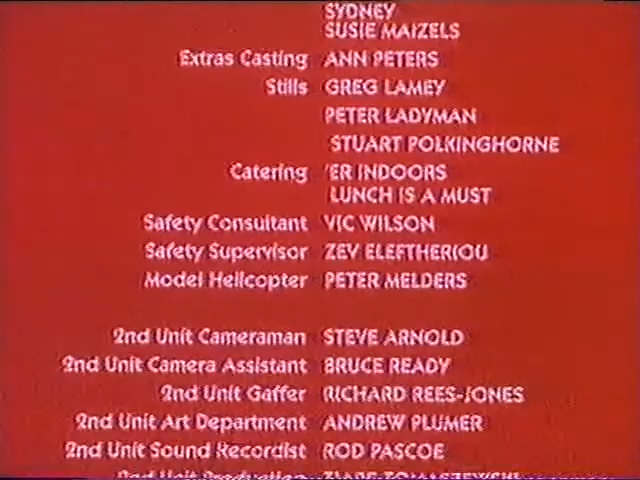 SYDNEY
SUSIE MAIZELS
Extras Casting ANN PETERS
Stills GREG LAMEY
PETER LADYMAN
STUART POLKINGHORNE
Catering 'ER INDOORS
LUNCH IS A MUST
Safety Consultant VIC WILSON
Safety Supervisor ZEV ELEFTHERIOU
Model Helicopter PETER MELDERS
2nd Unit Cameraman STEVE ARNOLD
2nd Unit Camera Assistant BRUCE READY
2nd Unit Gaffer RICHARD REES-JONES
2nd Unit Art Department ANDREW PLUMER
2nd Unit Sound Recordist ROD PASCOE
2nd Unit Production